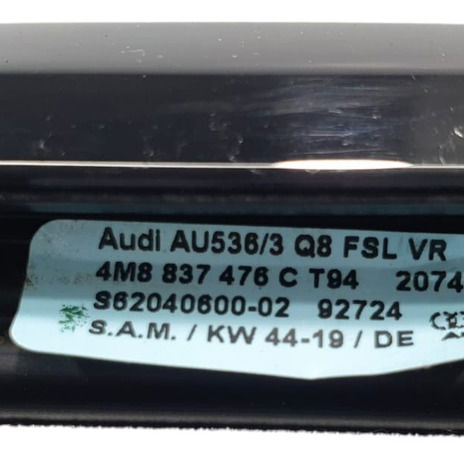 Audi AU536/3 Q8 FSL VR
4M8 837 476 C T94 2074
S62040600-02 92724
S.A.M. / KW 44-19 / DE